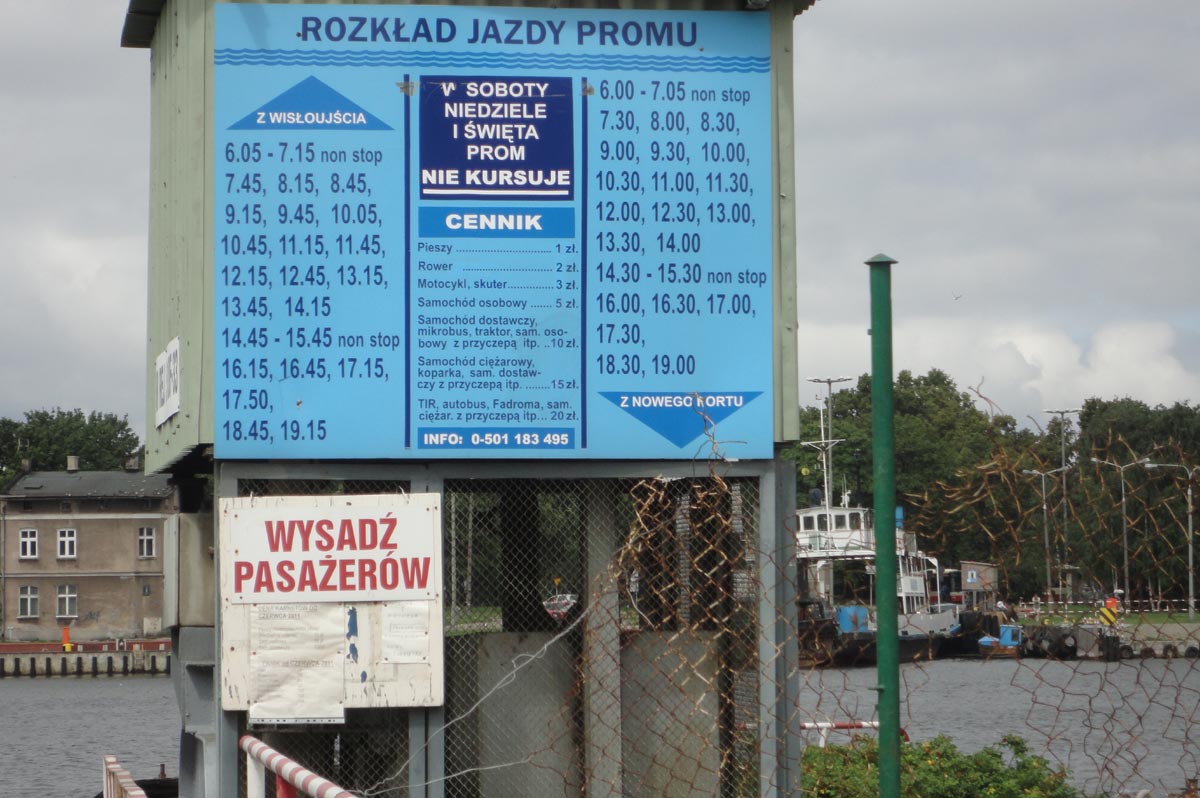 ROZKŁAD JAZDY PROMU
Z WISŁOUJŚCIA
6.05 - 7.15 non stop
7.45, 8.15, 8.45,
9.15, 9.45, 10.05,
10.45, 11.15, 11.45,
12.15, 12.45, 13.15,
13.45, 14.15
14.45 - 15.45 non stop
16.15, 16.45, 17.15,
17.50,
18.45, 19.15
W SOBOTY
NIEDZIELE
I ŚWIĘTA
PROM
NIE KURSUJE
CENNIK
Pieszy ........................ 1 zł.
Rower ....................... 2 zł.
Motocykl, skuter............ 3 zł.
Samochód osobowy ..... 5 zł.
Samochód dostawczy,
mikrobus, traktor, sam. oso-
bowy z przyczepą itp. ..10 zł.
Samochód ciężarowy,
koparka, sam. dostaw-
czy z przyczepą itp. .......15 zł.
TIR, autobus, Fadroma, sam.
ciężar. z przyczepą itp. ... 20 zł.
INFO: 0-501 183 495
6.00 - 7.05 non stop
7.30, 8.00, 8.30,
9.00, 9.30, 10.00,
10.30, 11.00, 11.30,
12.00, 12.30, 13.00,
13.30, 14.00
14.30 - 15.30 non stop
16.00, 16.30, 17.00,
17.30,
18.30, 19.00
Z NOWEGO PORTU
WYSADŹ
PASAŻERÓW